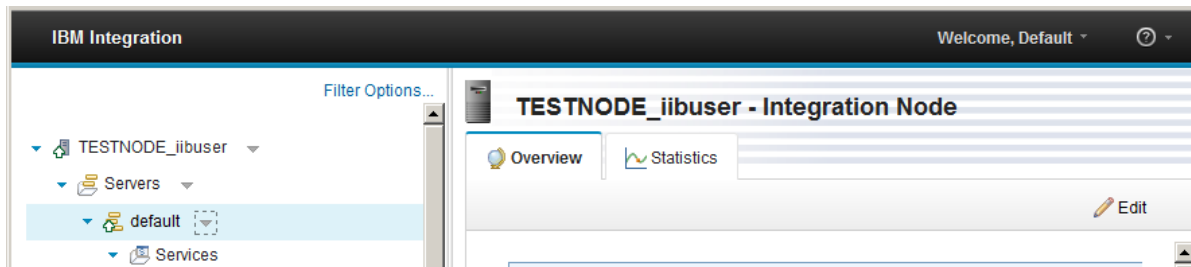 IBM Integration
Welcome, Default
Filter Options...
TESTNODE_iibuser - Integration Node
TESTNODE_iibuser
Overview
Statistics
Servers
Edit
default
Services